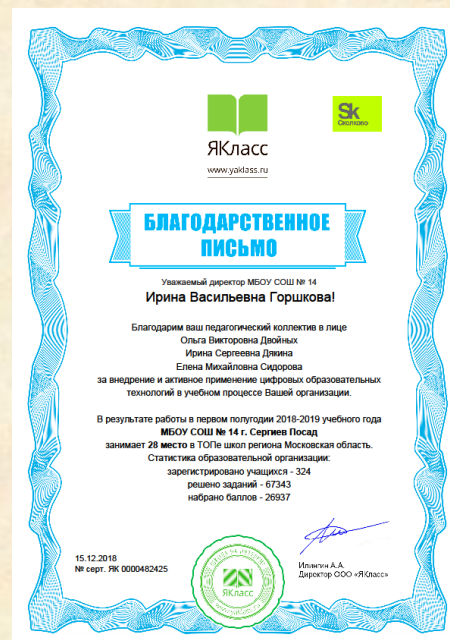 ЯКласс
www.yaklass.ru
Sk
Сколково
БЛАГОДАРСТВЕННОЕ
ПИСЬМО
Уважаемый директор МБОУ СОШ № 14
Ирина Васильевна Горшкова!
Благодарим ваш педагогический коллектив в лице
Ольга Викторовна Двойных
Ирина Сергеевна Дякина
Елена Михайловна Сидорова
за внедрение и активное применение цифровых образовательных
технологий в учебном процессе Вашей организации.
В результате работы в первом полугодии 2018-2019 учебного года
МБОУ СОШ № 14 г. Сергиев Посад
занимает 28 место в ТОПе школ региона Московская область.
Статистика образовательной организации:
зарегистрировано учащихся - 324
решено заданий - 67343
набрано баллов - 26937
15.12.2018
№ серт. ЯК 0000482425
ЯКласс
Илингин А.А.
Директор ООО «ЯКласс»